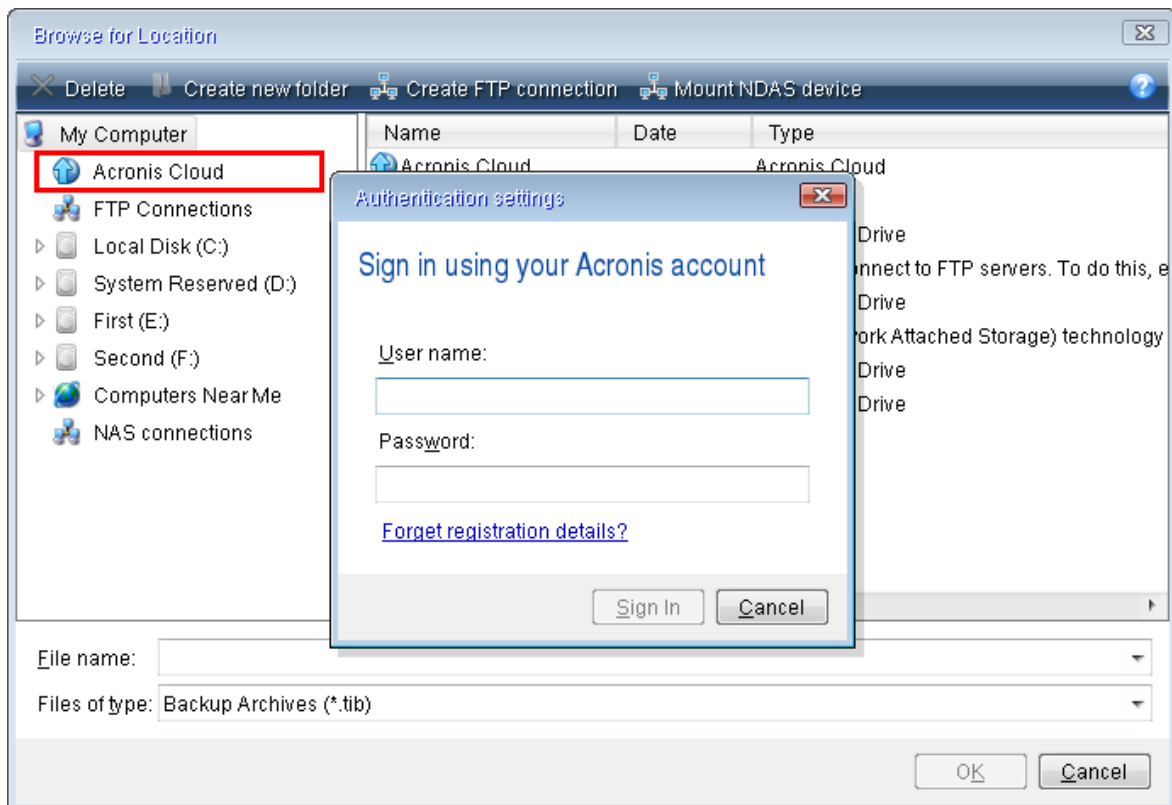 Browse for Location
Delete Create new folder Create FTP connection Mount NDAS device ?
My Computer
Acronis Cloud
FTP Connections
Local Disk (C:)
System Reserved (D:)
First (E:)
Second (F:)
Computers Near Me
NAS connections
Name Date Type
Acronis Cloud Acronis Cloud
Drive
nnect to FTP servers. To do this, e
Drive
ork Attached Storage) technology
Drive
Drive
Authentication settings
Sign in using your Acronis account
User name:
Password:
Forget registration details?
Sign In Cancel
File name:
Files of type: Backup Archives (*.tib)
OK Cancel